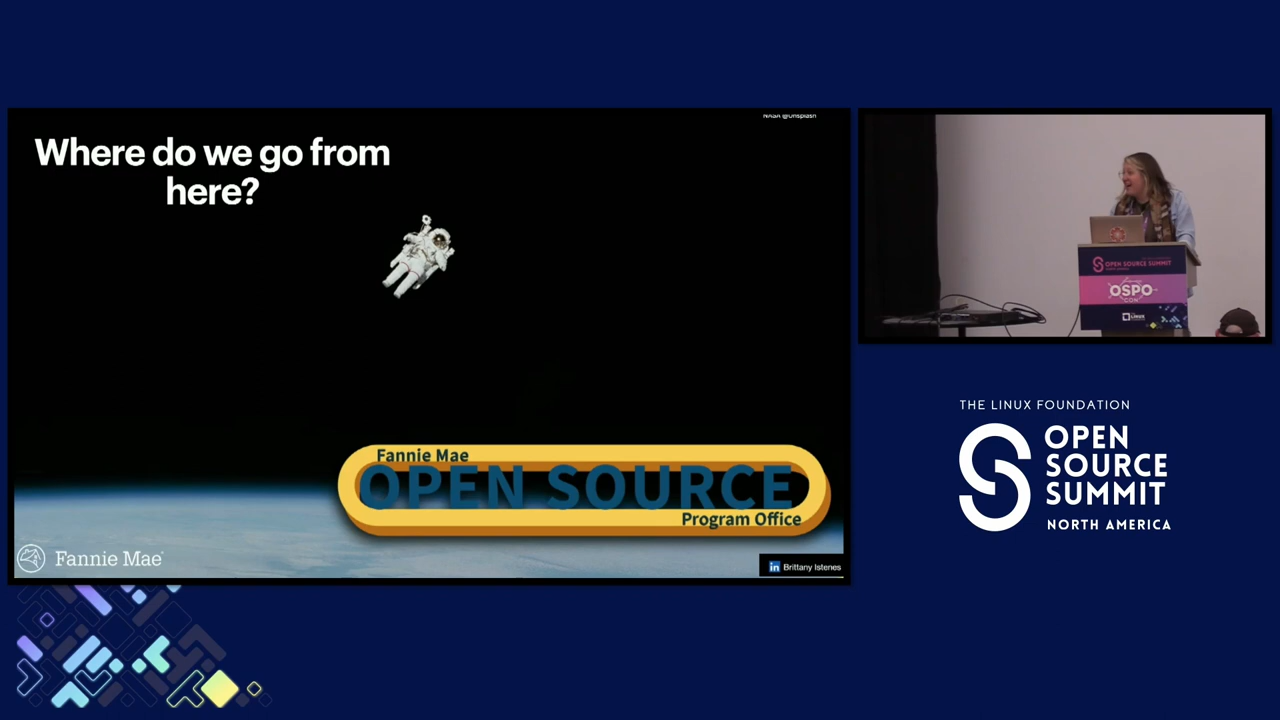 NASA @Unsplash
Where do we go from
here?
Fannie Mae
OPEN SOURCE
Program Office
Fannie Mae
in Brittany Istenes
OPEN SOURCE SUMMIT
OSPO
CON
THE LINUX FOUNDATION
OPEN
SOURCE
SUMMIT
NORTH AMERICA